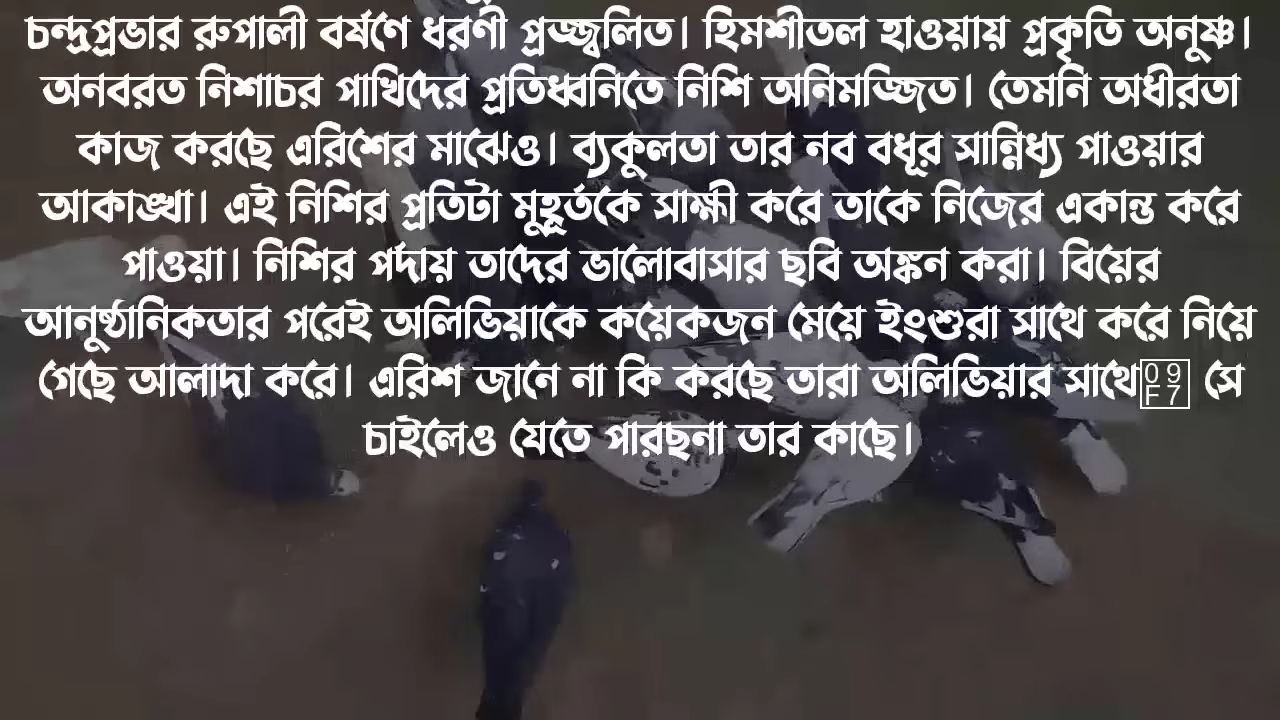 চন্দ্রপ্রভার রুপালী বর্ষণে ধরণী প্রজ্জ্বলিত। হিমশীতল হাওয়ায় প্রকৃতি অনুষ্ণ।
অনবরত নিশাচর পাখিদের প্রতিধ্বনিতে নিশি অনিমজ্জিত। তেমনি অধীরতা
কাজ করছে এরিশের মাঝেও। ব্যকুলতা তার নব বধূর সান্নিধ্য পাওয়ার
আকাঙ্খা। এই নিশির প্রতিটা মুহূর্তকে সাক্ষী করে তাকে নিজের একান্ত করে
পাওয়া। নিশির পর্দায় তাদের ভালোবাসার ছবি অঙ্কন করা। বিয়ের
আনুষ্ঠানিকতার পরেই অলিভিয়াকে কয়েকজন মেয়ে ইংশুরা সাথে করে নিয়ে
গেছে আলাদা করে। এরিশ জানে না কি করছে তারা অলিভিয়ার সাথে৷ সে
চাইলেও যেতে পারছনা তার কাছে।